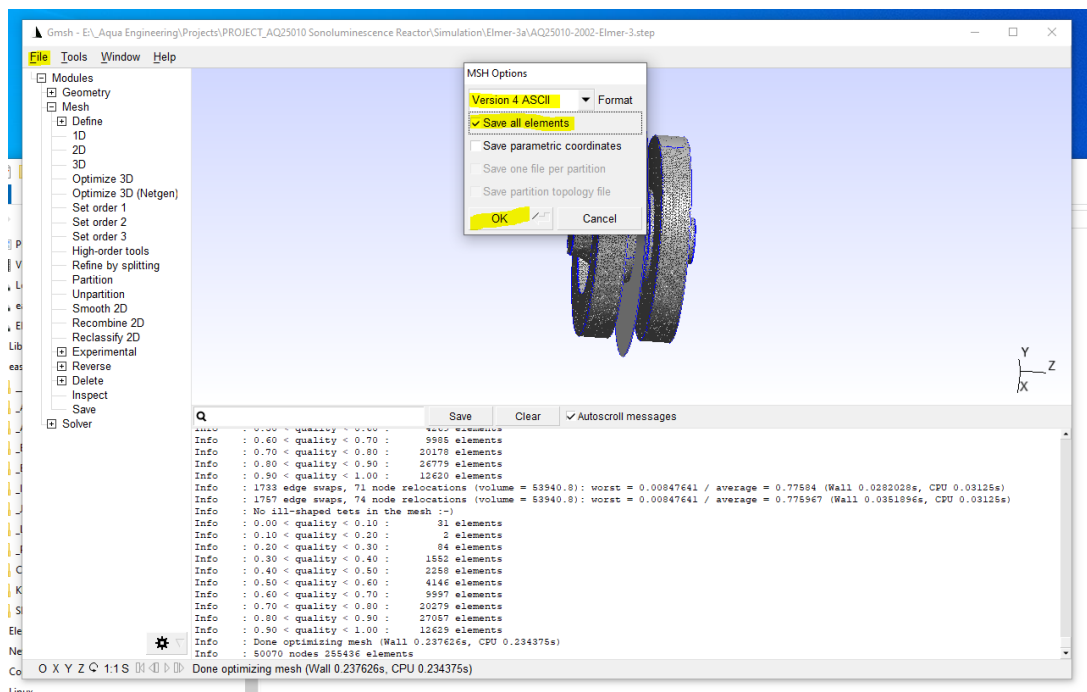 Gmsh - E:\_Aqua Engineering\Projects\PROJECT_AQ25010 Sonoluminescence Reactor\Simulation\Elmer-3a\AQ25010-2002-Elmer-3.step
File Tools Window Help
Modules
Geometry
Mesh
Define
1D
2D
3D
Optimize 3D
Optimize 3D (Netgen)
Set order 1
Set order 2
Set order 3
High-order tools
Refine by splitting
Partition
Unpartition
Smooth 2D
Recombine 2D
Reclassify 2D
Experimental
Reverse
Delete
Inspect
Save
Solver
MSH Options
Version 4 ASCII Format
Save all elements
Save parametric coordinates
Save one file per partition
Save partition topology file
OK Cancel
Y
Z
X
Save Clear Autoscroll messages
Info : 0.60 < quality < 0.70 : 9985 elements
Info : 0.70 < quality < 0.80 : 20178 elements
Info : 0.80 < quality < 0.90 : 26779 elements
Info : 0.90 < quality < 1.00 : 12620 elements
Info : 1733 edge swaps, 71 node relocations (volume = 53940.8): worst = 0.00847641 / average = 0.77584 (Wall 0.0282028s, CPU 0.03125s)
Info : 1757 edge swaps, 74 node relocations (volume = 53940.8): worst = 0.00847641 / average = 0.775967 (Wall 0.0351896s, CPU 0.03125s)
Info : No ill-shaped tets in the mesh :-)
Info : 0.00 < quality < 0.10 : 31 elements
Info : 0.10 < quality < 0.20 : 2 elements
Info : 0.20 < quality < 0.30 : 84 elements
Info : 0.30 < quality < 0.40 : 1552 elements
Info : 0.40 < quality < 0.50 : 2258 elements
Info : 0.50 < quality < 0.60 : 4146 elements
Info : 0.60 < quality < 0.70 : 9997 elements
Info : 0.70 < quality < 0.80 : 20279 elements
Info : 0.80 < quality < 0.90 : 27057 elements
Info : 0.90 < quality < 1.00 : 12629 elements
Info : Done optimizing mesh (Wall 0.237626s, CPU 0.234375s)
Info : 50070 nodes 255436 elements
O X Y Z 1:1 S Done optimizing mesh (Wall 0.237626s, CPU 0.234375s)